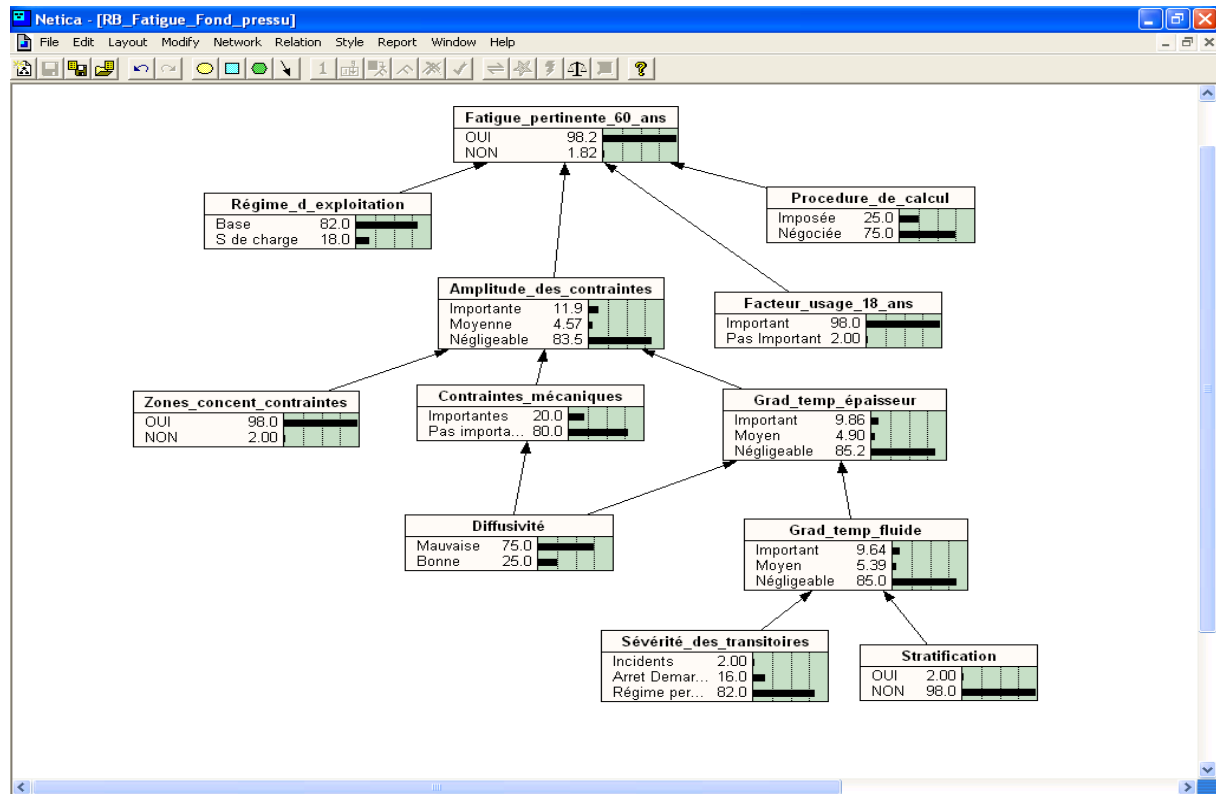 Netica - [RB_Fatigue_Fond_pressu]
File Edit Layout Modify Network Relation Style Report Window Help
1 ?
Fatigue_pertinente_60_ans
OUI 98.2
NON 1.82
Régime_d_exploitation
Base 82.0
S de charge 18.0
Procedure_de_calcul
Imposée 25.0
Négociée 75.0
Amplitude_des_contraintes
Importante 11.9
Moyenne 4.57
Négligeable 83.5
Facteur_usage_18_ans
Important 98.0
Pas Important 2.00
Zones_concent_contraintes
OUI 98.0
NON 2.00
Contraintes_mécaniques
Importantes 20.0
Pas importa... 80.0
Grad_temp_épaisseur
Important 9.86
Moyen 4.90
Négligeable 85.2
Diffusivité
Mauvaise 75.0
Bonne 25.0
Grad_temp_fluide
Important 9.64
Moyen 5.39
Négligeable 85.0
Sévérité_des_transitoires
Incidents 2.00
Arret Demar... 16.0
Régime per... 82.0
Stratification
OUI 2.00
NON 98.0